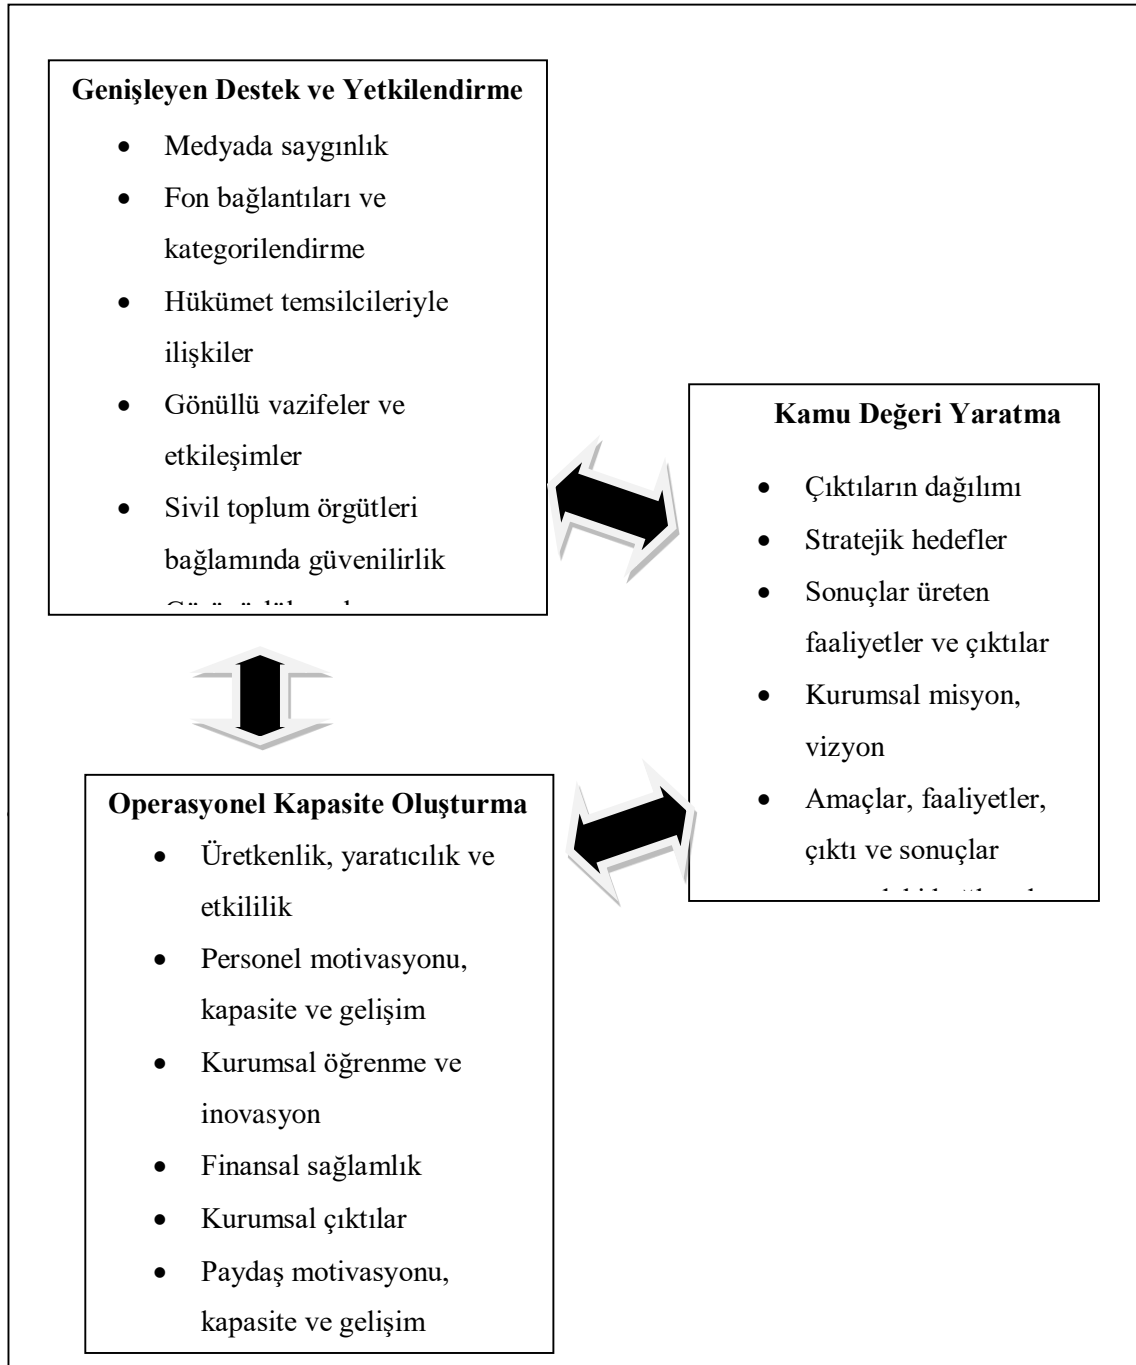 Genişleyen Destek ve Yetkilendirme
• Medyada saygınlık
• Fon bağlantıları ve
kategorilendirme
• Hükümet temsilcileriyle
ilişkiler
• Gönüllü vazifeler ve
etkileşimler
• Sivil toplum örgütleri
bağlamında güvenilirlik
Kamu Değeri Yaratma
• Çıktıların dağılımı
• Stratejik hedefler
• Sonuçlar üreten
faaliyetler ve çıktılar
• Kurumsal misyon,
vizyon
• Amaçlar, faaliyetler,
çıktı ve sonuçlar
Operasyonel Kapasite Oluşturma
• Üretkenlik, yaratıcılık ve
etkililik
• Personel motivasyonu,
kapasite ve gelişim
• Kurumsal öğrenme ve
inovasyon
• Finansal sağlamlık
• Kurumsal çıktılar
• Paydaş motivasyonu,
kapasite ve gelişim